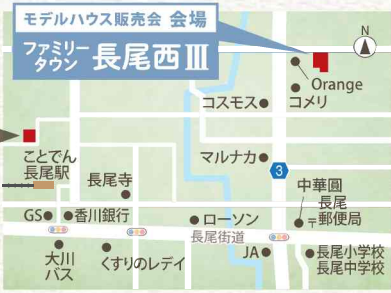 モデルハウス販売会 会場
ファミリー
タウン 長尾西Ⅲ
N
Orange
コスモス
コメリ
ことでん
長尾駅
マルナカ
3
長尾寺
中華圓
長尾
〒郵便局
GS
香川銀行
ローソン
長尾街道
大川
バス
くすりのレディ
JA
長尾小学校
長尾中学校